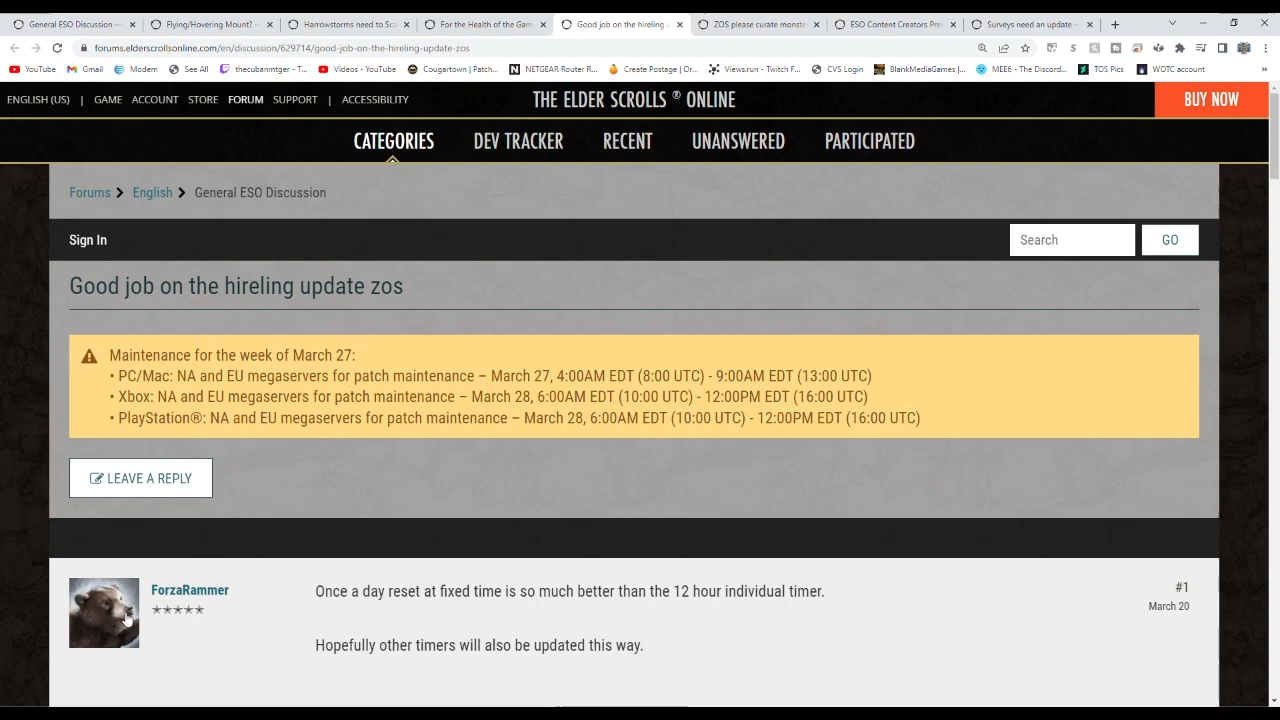 General ESO Discussion
Flying/Hovering Mount?
Harrowstorms need to Sc
For the Health of the Gam
Good job on the hireling u
ZOS please curate monste
ESO Content Creators Pre
Surveys need an update –
forums.elderscrollsonline.com/en/discussion/629714/good-job-on-the-hireling-update-zos
YouTube
Gmail
Modem
See All
thecubanmtger - Tw...
Videos - YouTube
Cougartown | Patch...
NETGEAR Router R...
Create Postage | Or...
Views.run - Twitch F...
CVS Login
BlankMediaGames |...
MEE6 - The Discord...
TOS Pics
WOTC account
»
ENGLISH (US) | GAME ACCOUNT STORE FORUM SUPPORT | ACCESSIBILITY
THE ELDER SCROLLS ® ONLINE
BUY NOW
CATEGORIES DEV TRACKER RECENT UNANSWERED PARTICIPATED
Forums > English > General ESO Discussion
Sign In
Search
GO
Good job on the hireling update zos
Maintenance for the week of March 27:
• PC/Mac: NA and EU megaservers for patch maintenance – March 27, 4:00AM EDT (8:00 UTC) - 9:00AM EDT (13:00 UTC)
• Xbox: NA and EU megaservers for patch maintenance – March 28, 6:00AM EDT (10:00 UTC) - 12:00PM EDT (16:00 UTC)
• PlayStation®: NA and EU megaservers for patch maintenance – March 28, 6:00AM EDT (10:00 UTC) - 12:00PM EDT (16:00 UTC)
LEAVE A REPLY
ForzaRammer
★★★★★
Once a day reset at fixed time is so much better than the 12 hour individual timer.
#1
March 20
Hopefully other timers will also be updated this way.